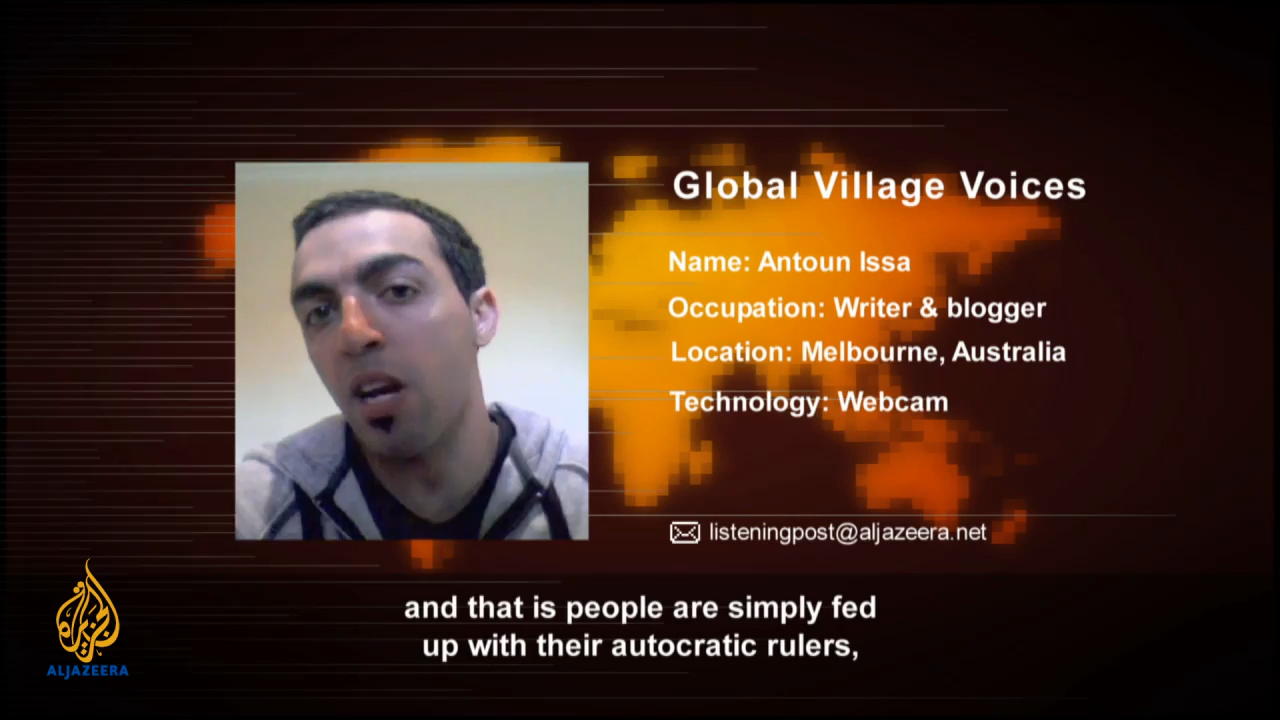 Global Village Voices
Name: Antoun Issa
Occupation: Writer & blogger
Location: Melbourne, Australia
Technology: Webcam
listeningpost@aljazeera.net
and that is people are simply fed
up with their autocratic rulers,
الجزيرة
ALJAZEERA